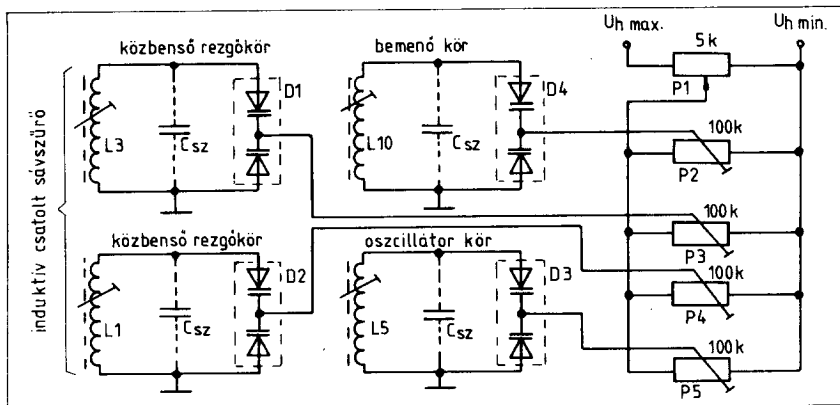 Uh max.
Uh min.
közbenső rezgőkör
bemenő kör
5k
P1
D1
D4
L3
Csz
L10
Csz
100k
P2
induktív csatolt sávszűrő
közbenső rezgőkör
oszcillátor kör
100k
P3
D2
D3
100k
P4
L1
Csz
L5
Csz
100k
P5